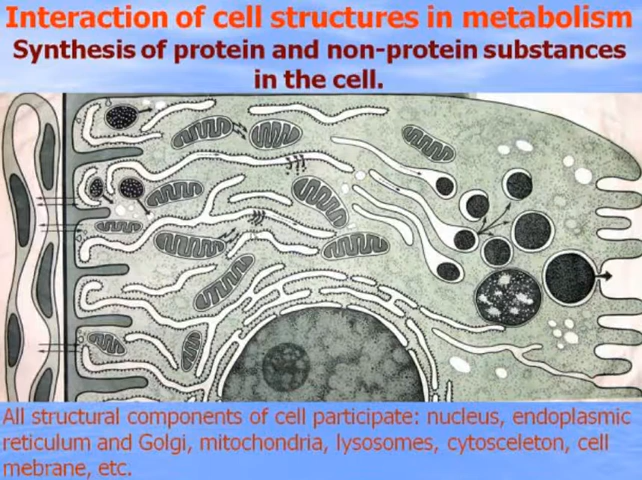 Interaction of cell structures in metabolism
Synthesis of protein and non-protein substances
in the cell.
All structural components of cell participate: nucleus, endoplasmic
reticulum and Golgi, mitochondria, lysosomes, cytosceleton, cell
mebrane, etc.